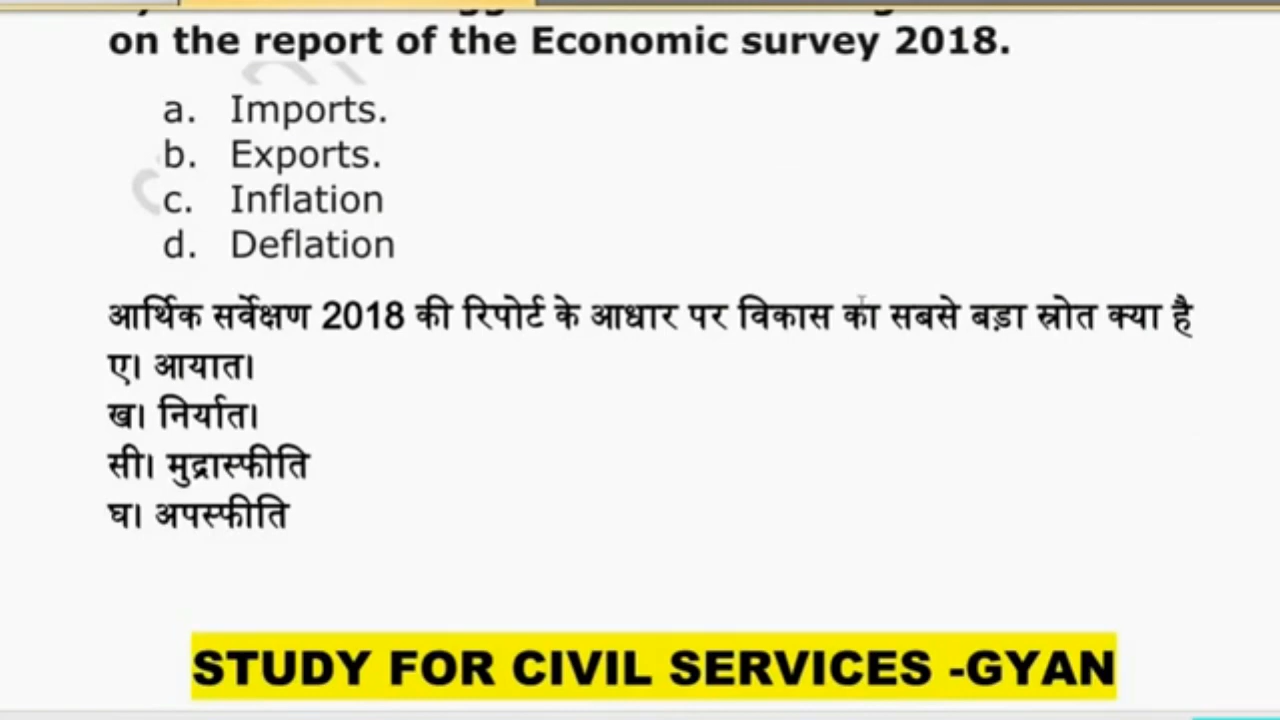 on the report of the Economic survey 2018.
a. Imports.
b. Exports.
c. Inflation
d. Deflation
आर्थिक सर्वेक्षण 2018 की रिपोर्ट के आधार पर विकास का सबसे बड़ा स्रोत क्या है
ए। आयात।
ख। निर्यात।
सी। मुद्रास्फीति
घ। अपस्फीति
STUDY FOR CIVIL SERVICES -GYAN